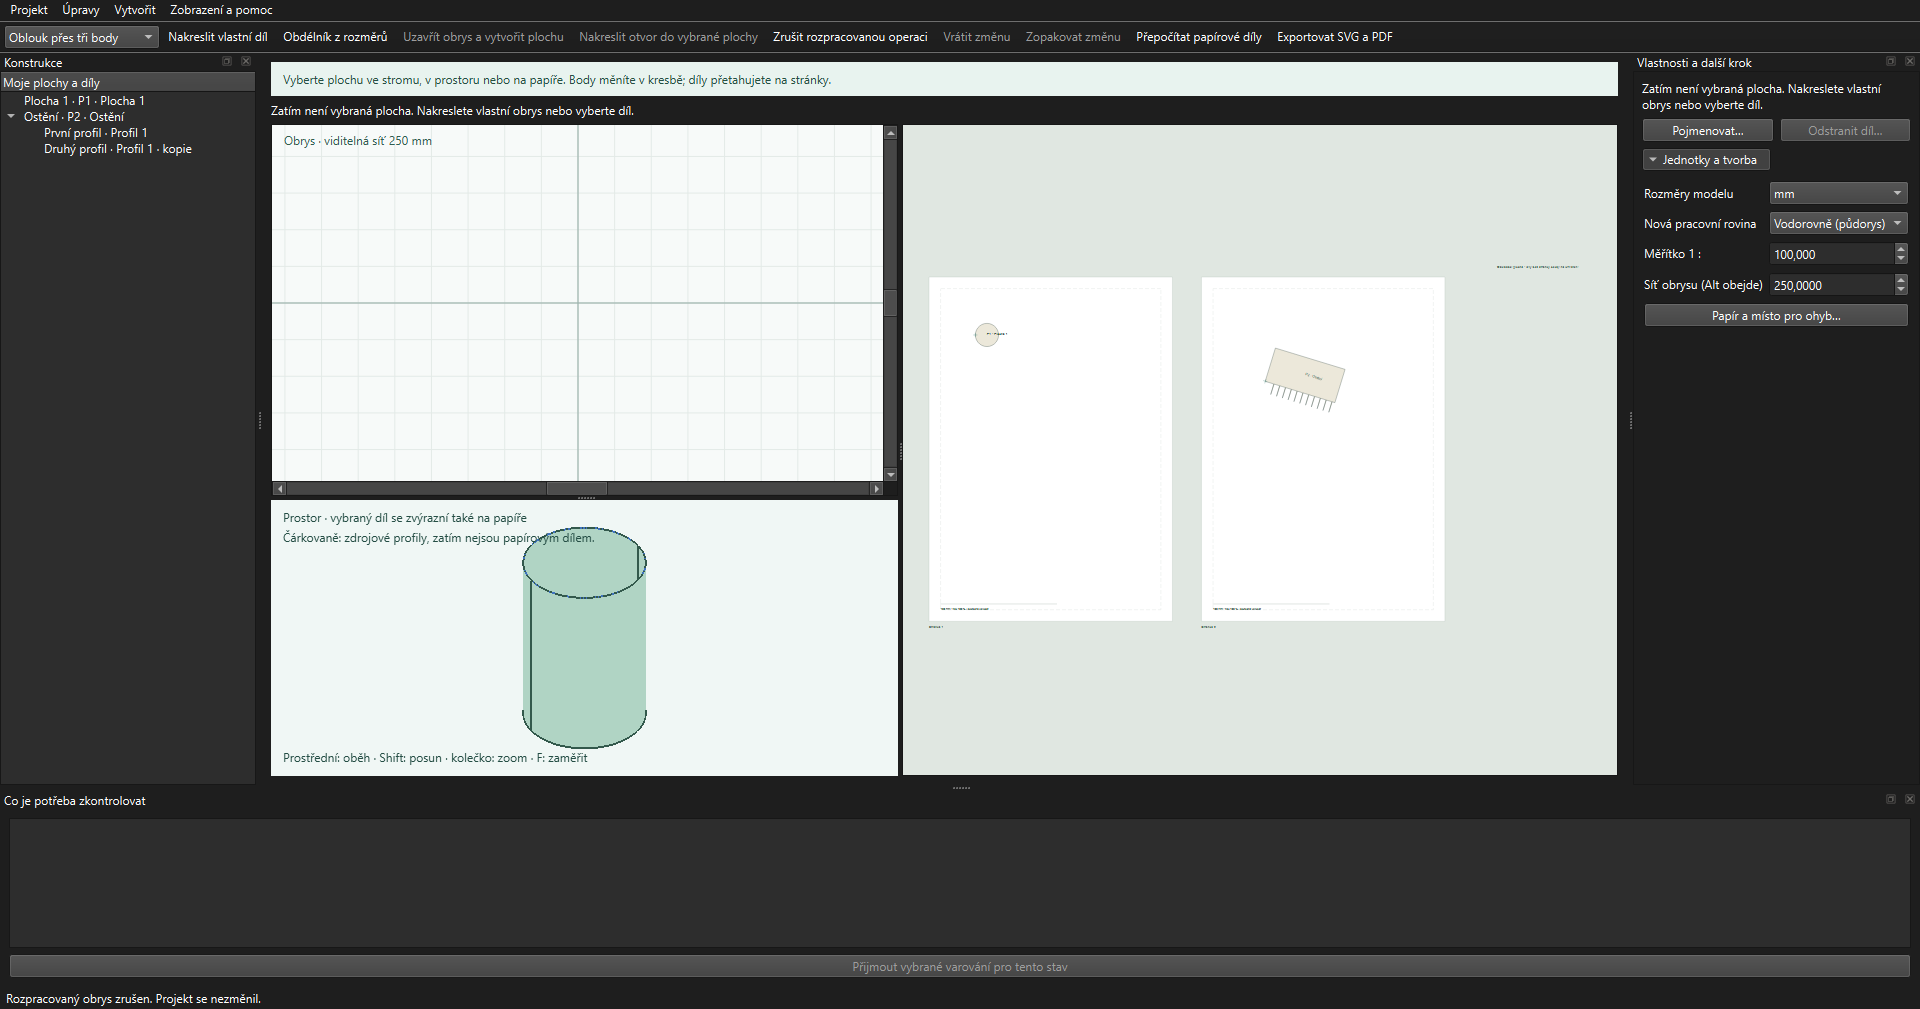 Projekt Úpravy Vytvořit Zobrazení a pomoc
Oblouk přes tři body Nakreslit vlastní díl Obdélník z rozměrů Uzavřít obrys a vytvořit plochu Nakreslit otvor do vybrané plochy Zrušit rozpracovanou operaci Vrátit změnu Zopakovat změnu Přepočítat papírové díly Exportovat SVG a PDF
Konstrukce
Moje plochy a díly
Plocha 1 · P1 · Plocha 1
Ostění · P2 · Ostění
První profil · Profil 1
Druhý profil · Profil 1 · kopie
Vyberte plochu ve stromu, v prostoru nebo na papíře. Body měníte v kresbě; díly přetahujete na stránky.
Zatím není vybraná plocha. Nakreslete vlastní obrys nebo vyberte díl.
Obrys · viditelná síť 250 mm
Prostor · vybraný díl se zvýrazní také na papíře
Čárkovaně: zdrojové profily, zatím nejsou papírovým dílem.
Prostřední: oběh · Shift: posun · kolečko: zoom · F: zaměřit
P1 · Plocha 1
Vlastnosti a další krok
Zatím není vybraná plocha. Nakreslete vlastní
obrys nebo vyberte díl.
Pojmenovat... Odstranit díl...
Jednotky a tvorba
Rozměry modelu mm
Nová pracovní rovina Vodorovně (půdorys)
Měřítko 1 : 100,000
Síť obrysu (Alt obejde) 250,0000
Papír a místo pro ohyb...
Co je potřeba zkontrolovat
Přijmout vybrané varování pro tento stav
Rozpracovaný obrys zrušen. Projekt se nezměnil.